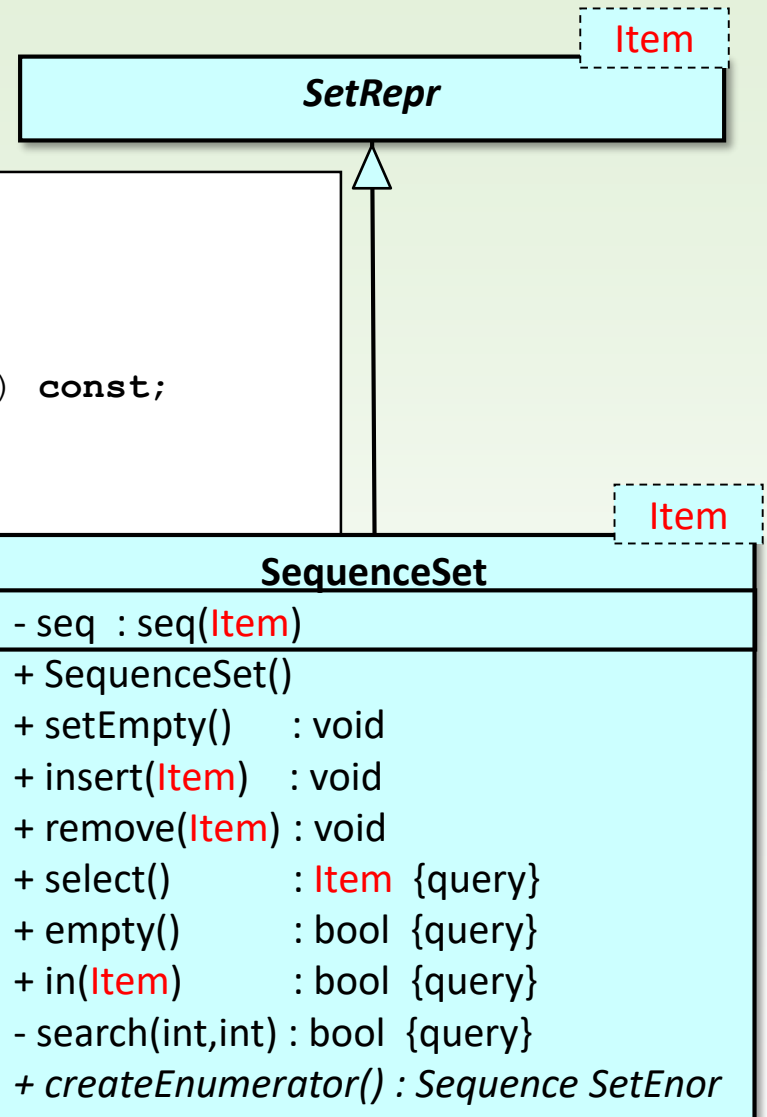 Item
SetRepr
) const;
Item
SequenceSet
- seq : seq(Item)
+ SequenceSet()
+ setEmpty() : void
+ insert(Item) : void
+ remove(Item) : void
+ select() : Item {query}
+ empty() : bool {query}
+ in(Item) : bool {query}
- search(int,int) : bool {query}
+ createEnumerator() : Sequence SetEnor